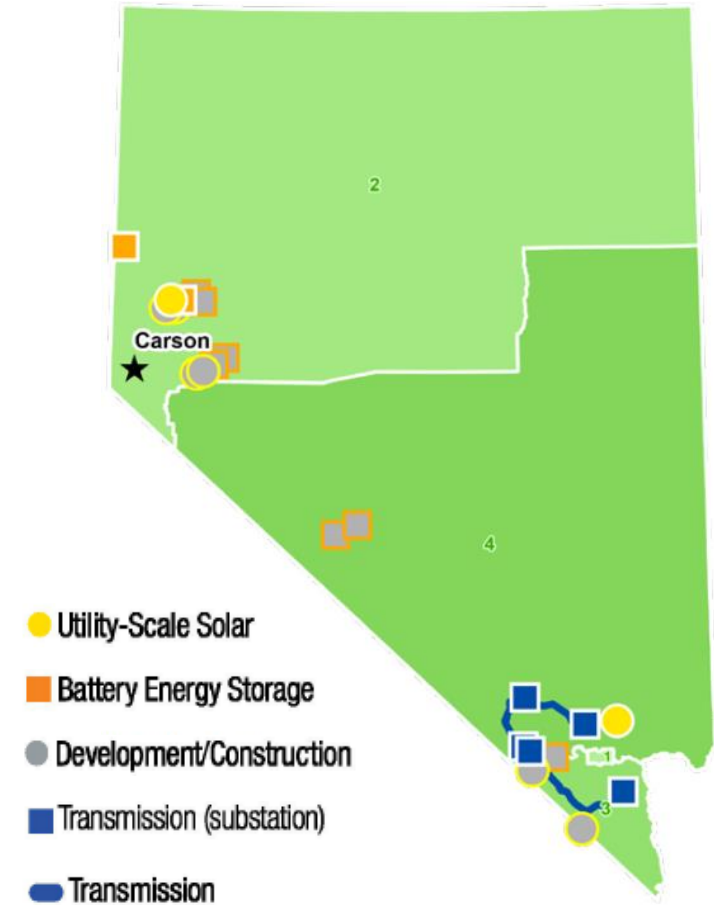 2
Carson
4
1
3
Utility-Scale Solar
Battery Energy Storage
Development/Construction
Transmission (substation)
Transmission